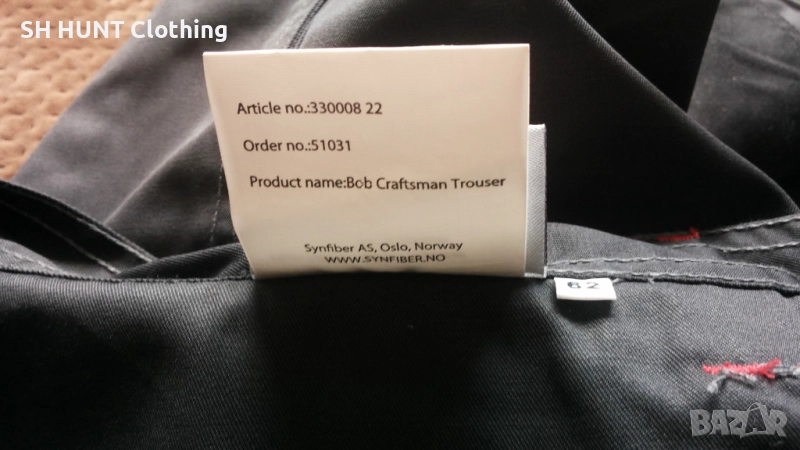 SH HUNT Clothing
Article no.:330008 22
Order no.:51031
Product name:Bob Craftsman Trouser
Synfiber AS, Oslo, Norway
WWW.SYNFIBER.NO
62
BAZAR